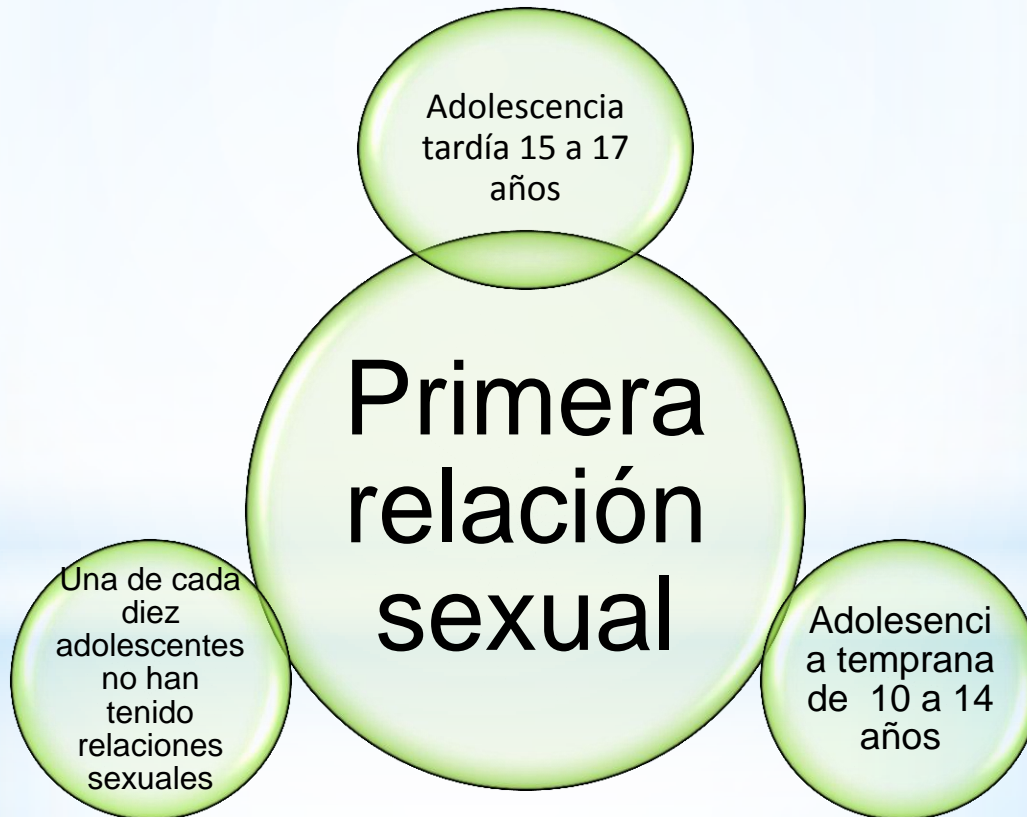 Adolescencia
tardía 15 a 17
años
Primera
relación
sexual
Una de cada
diez
adolescentes
no han
tenido
relaciones
sexuales
Adolesenci
a temprana
de 10 a 14
años